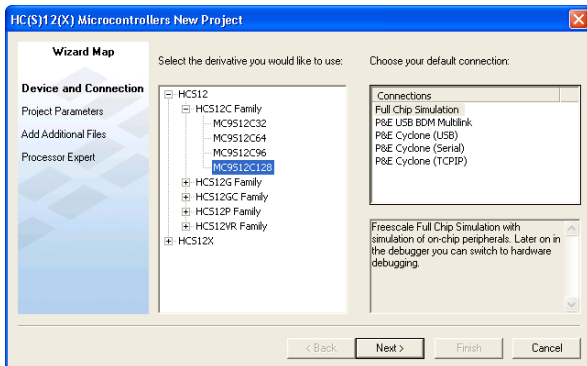 HC(S)12(X) Microcontrollers New Project
Wizard Map
Device and Connection
Project Parameters
Add Additional Files
Processor Expert
Select the derivative you would like to use:
HCS12
HCS12C Family
MC9S12C32
MC9S12C64
MC9S12C96
MC9S12C128
HCS12G Family
HCS12GC Family
HCS12P Family
HCS12VR Family
HCS12X
Choose your default connection:
Connections
Full Chip Simulation
P&E USB BDM Multilink
P&E Cyclone (USB)
P&E Cyclone (Serial)
P&E Cyclone (TCPIP)
Freescale Full Chip Simulation with
simulation of on-chip peripherals. Later on in
the debugger you can switch to hardware
debugging.
< Back
Next >
Finish
Cancel